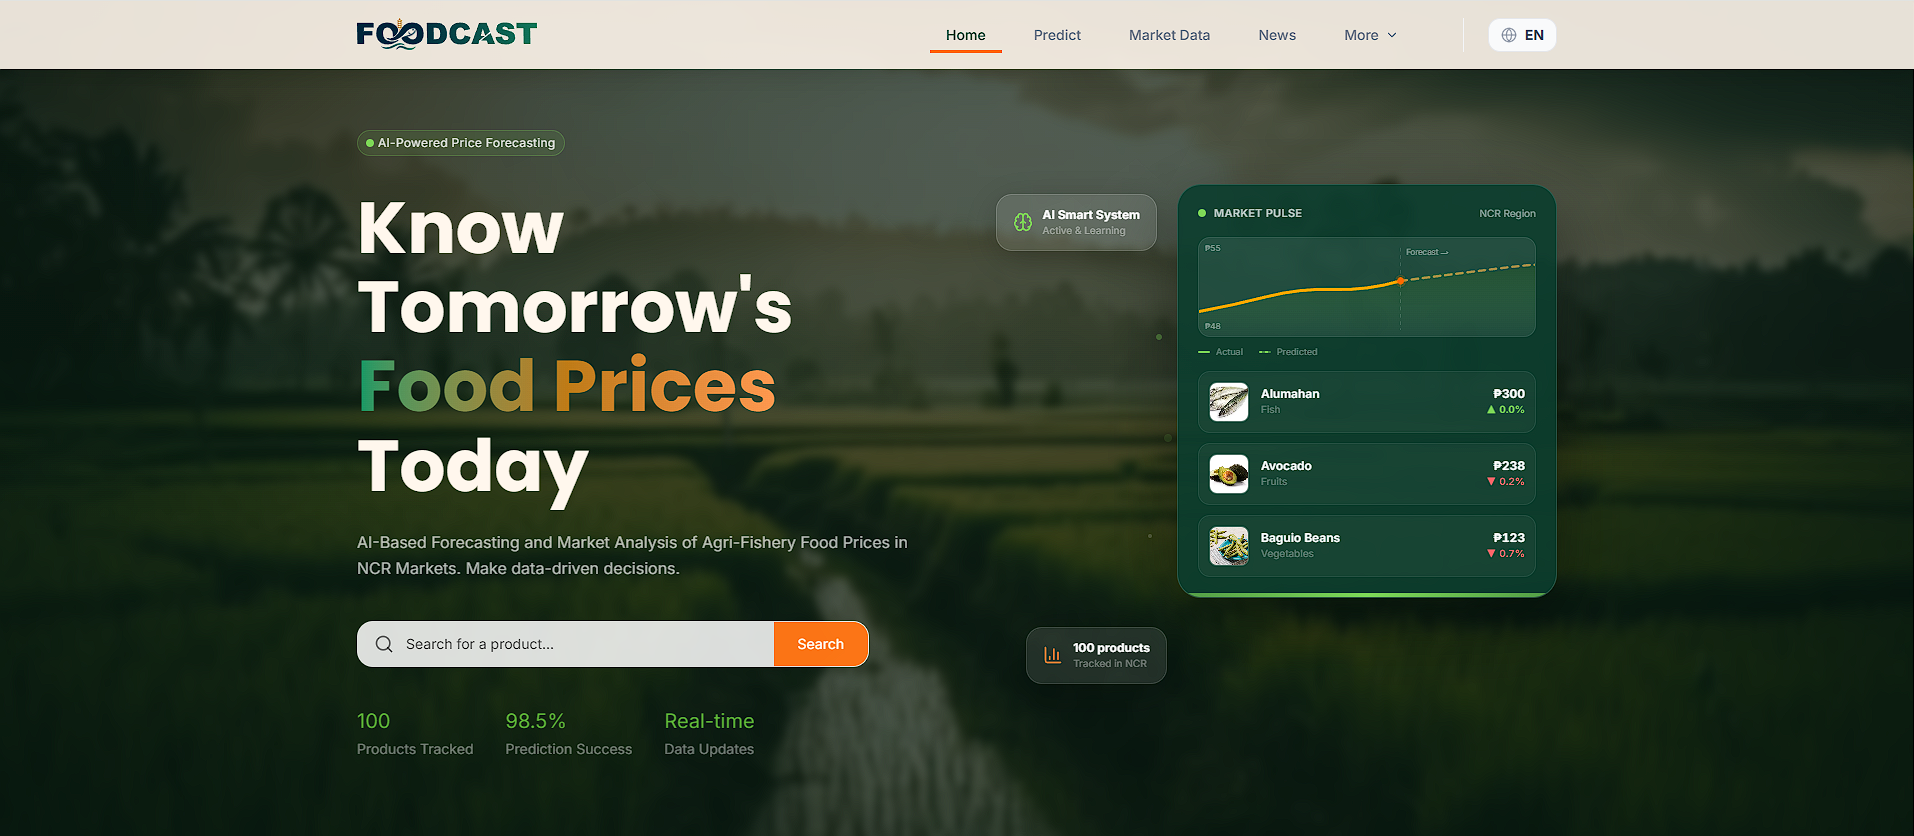 FOODCAST
Home
Predict
Market Data
News
More
EN
AI-Powered Price Forecasting
Know
Tomorrow's
Food Prices
Today
AI-Based Forecasting and Market Analysis of Agri-Fishery Food Prices in
NCR Markets. Make data-driven decisions.
Search for a product...
Search
100
Products Tracked
98.5%
Prediction Success
Real-time
Data Updates
AI Smart System
Active & Learning
MARKET PULSE
NCR Region
₱55
Forecast →
₱48
Actual
Predicted
Alumahan
₱300
Fish
▲ 0.0%
Avocado
₱238
Fruits
▼ 0.2%
Baguio Beans
₱123
Vegetables
▼ 0.7%
100 products
Tracked in NCR